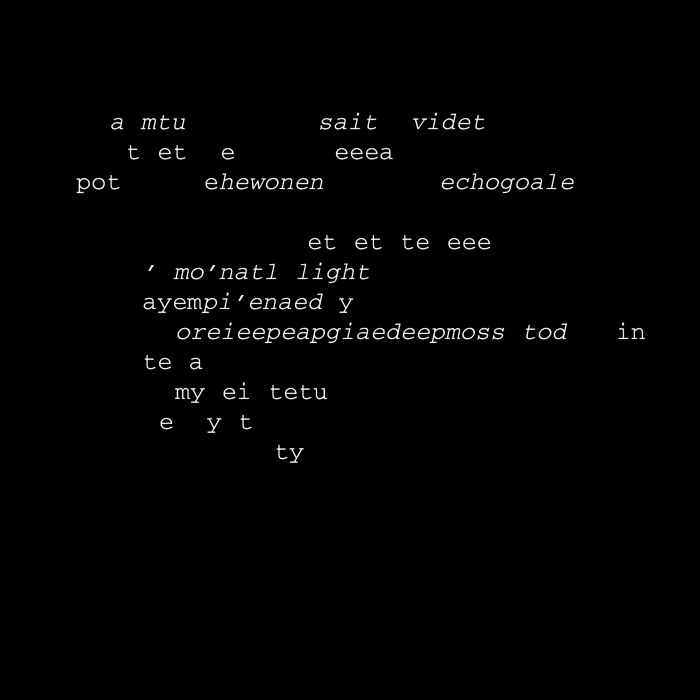 a mtu sait videt
t et e eeea
pot ehewonen echogoale
et et te eee
′ mo′natl light
ayempi′enaed y
oreieepeapgiaedeepmoss tod in
te a
my ei tetu
e y t
ty